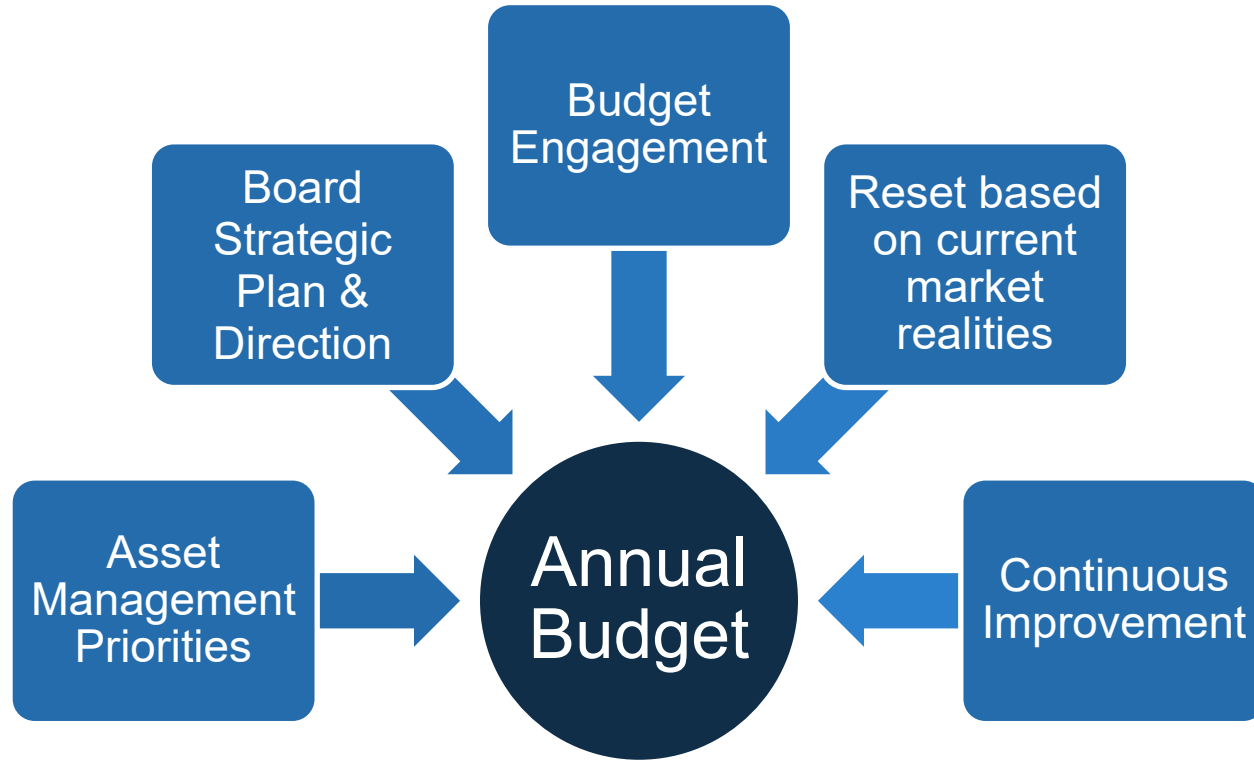 Budget
Engagement
Board
Strategic
Plan &
Direction
Reset based
on current
market
realities
Asset
Management
Priorities
Annual
Budget
Continuous
Improvement